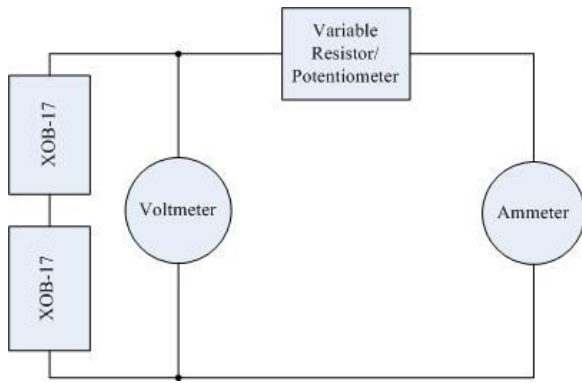 Variable
Resistor/
Potentiometer
XOB-17
Voltmeter
Ammeter
XOB-17